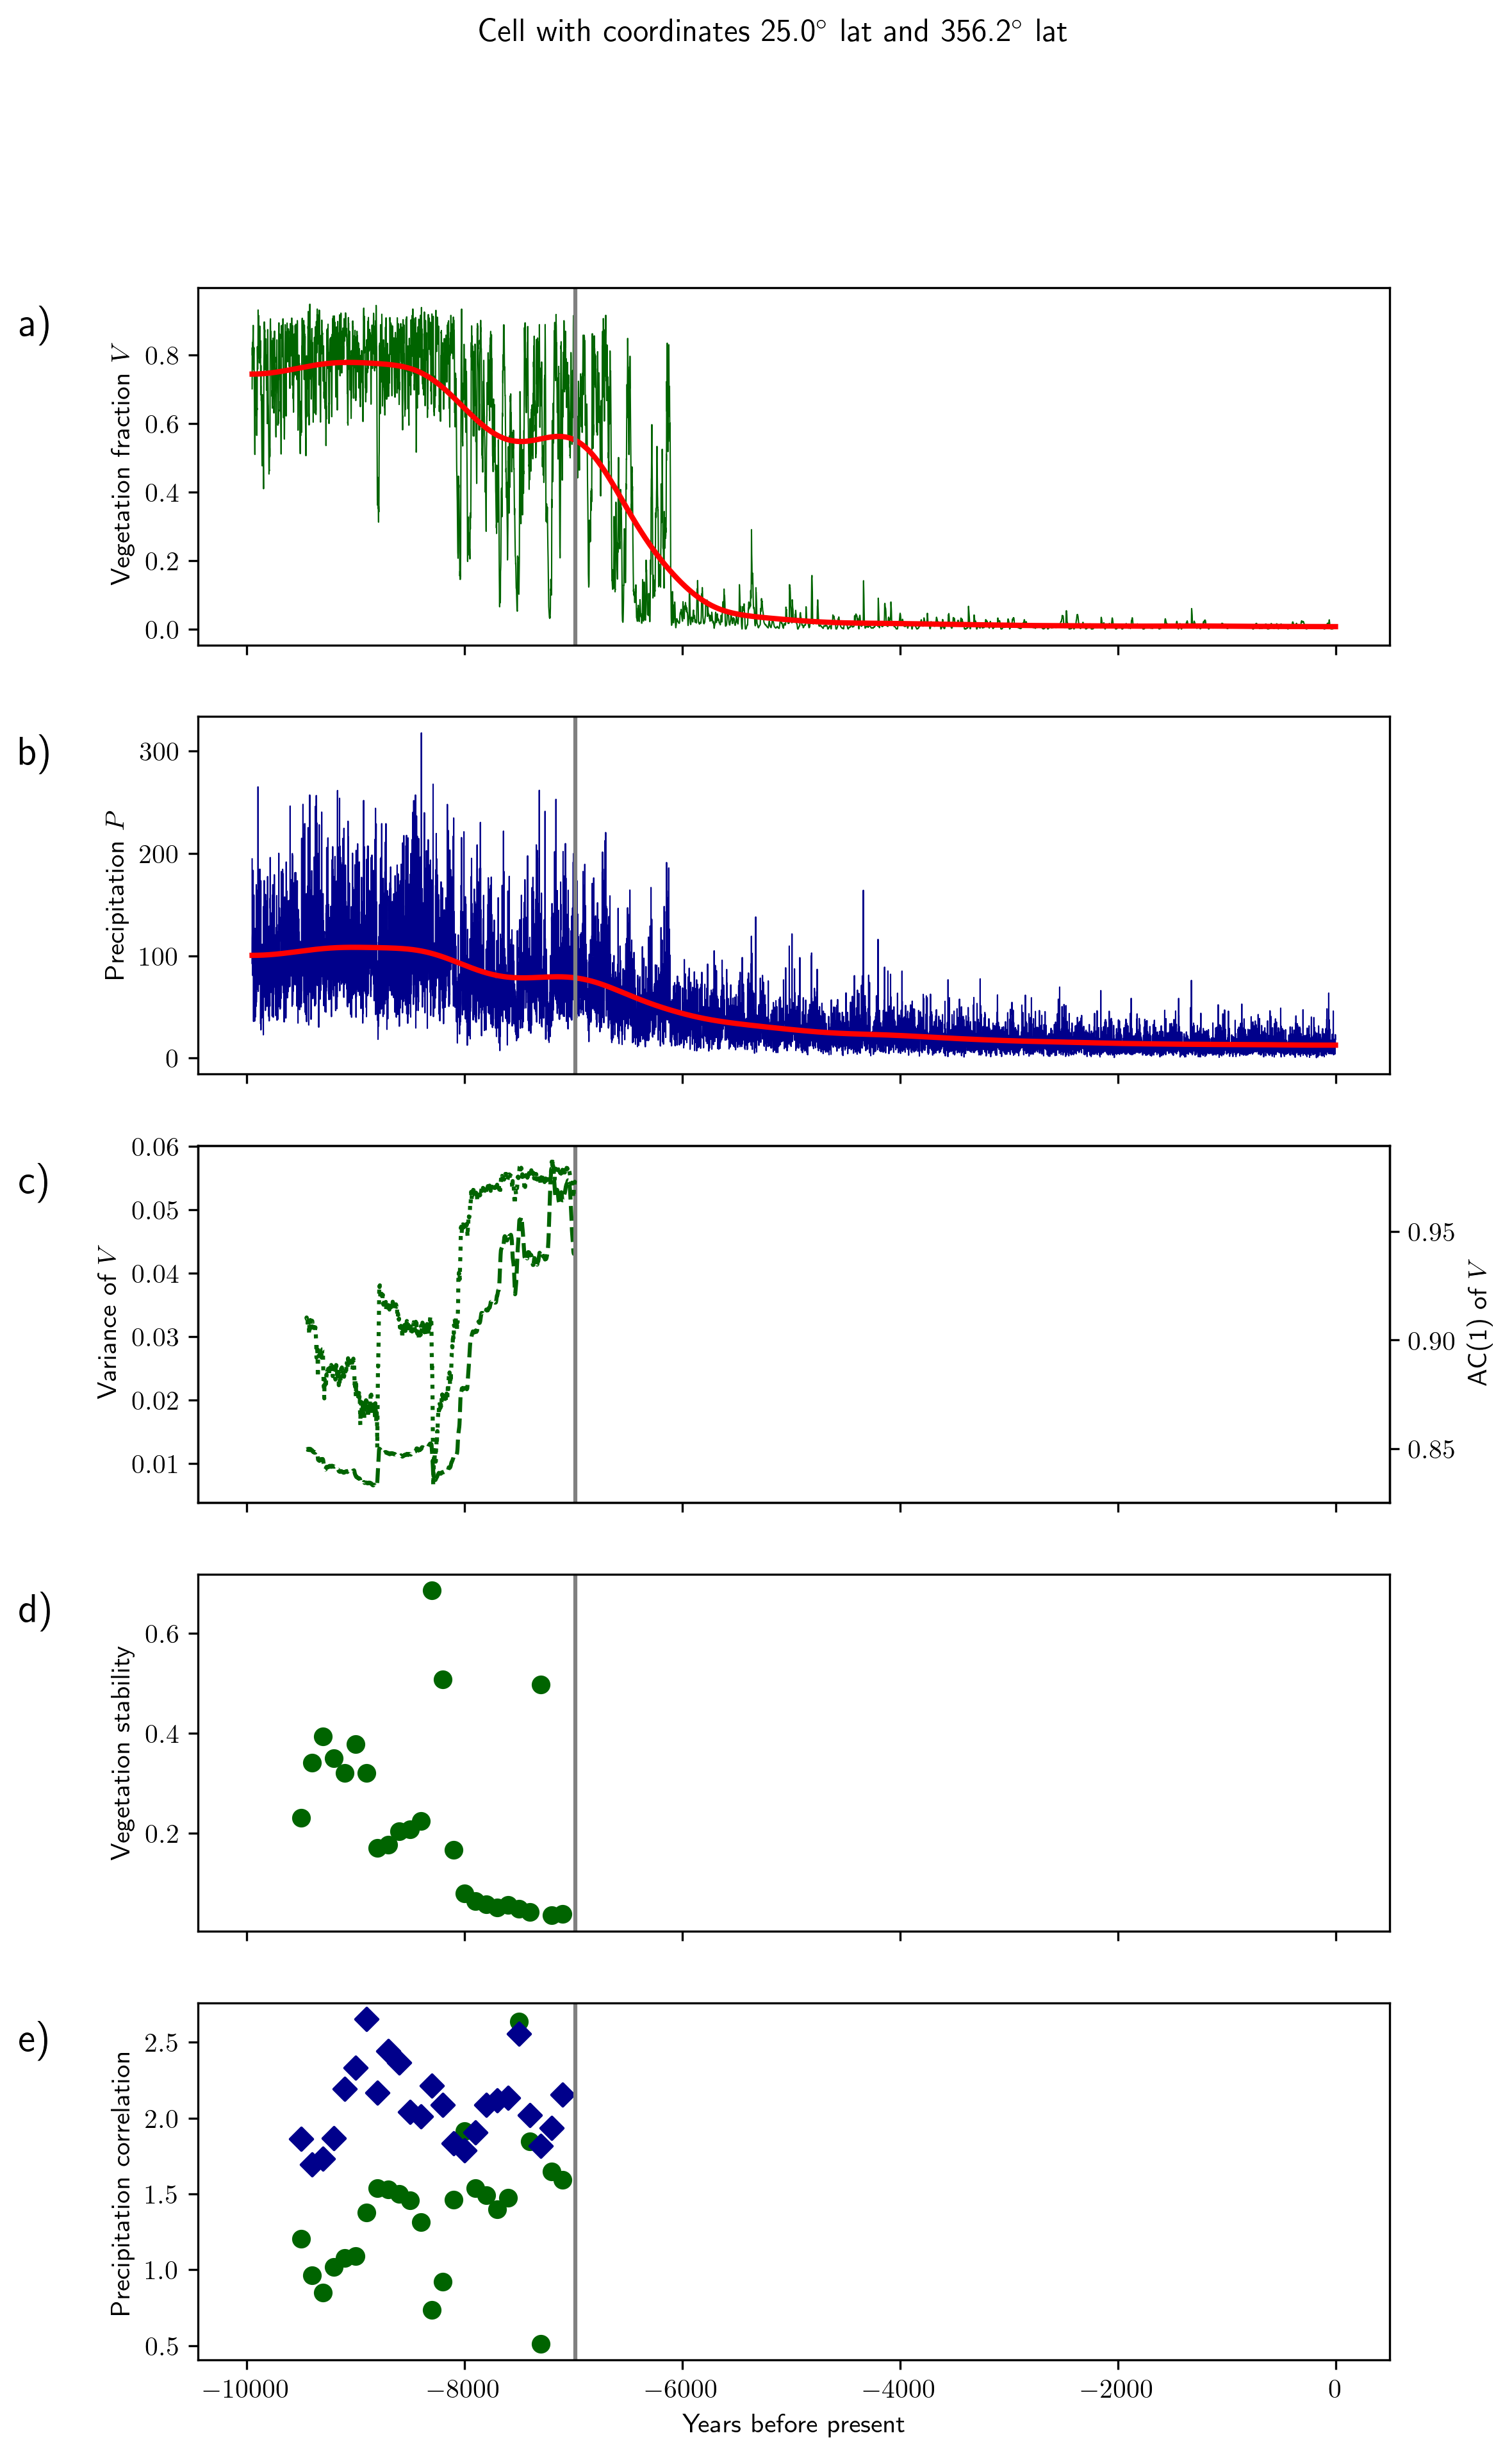 Cell with coordinates 25.0° lat and 356.2° lat
a)
Vegetation fraction V
0.8
0.6
0.4
0.2
0.0
b)
Precipitation P
300
200
100
0
c)
Variance of V
0.06
0.05
0.04
0.03
0.02
0.01
0.95
0.90
0.85
AC(1) of V
d)
Vegetation stability
0.6
0.4
0.2
e)
Precipitation correlation
2.5
2.0
1.5
1.0
0.5
−10000 −8000 −6000 −4000 −2000 0
Years before present